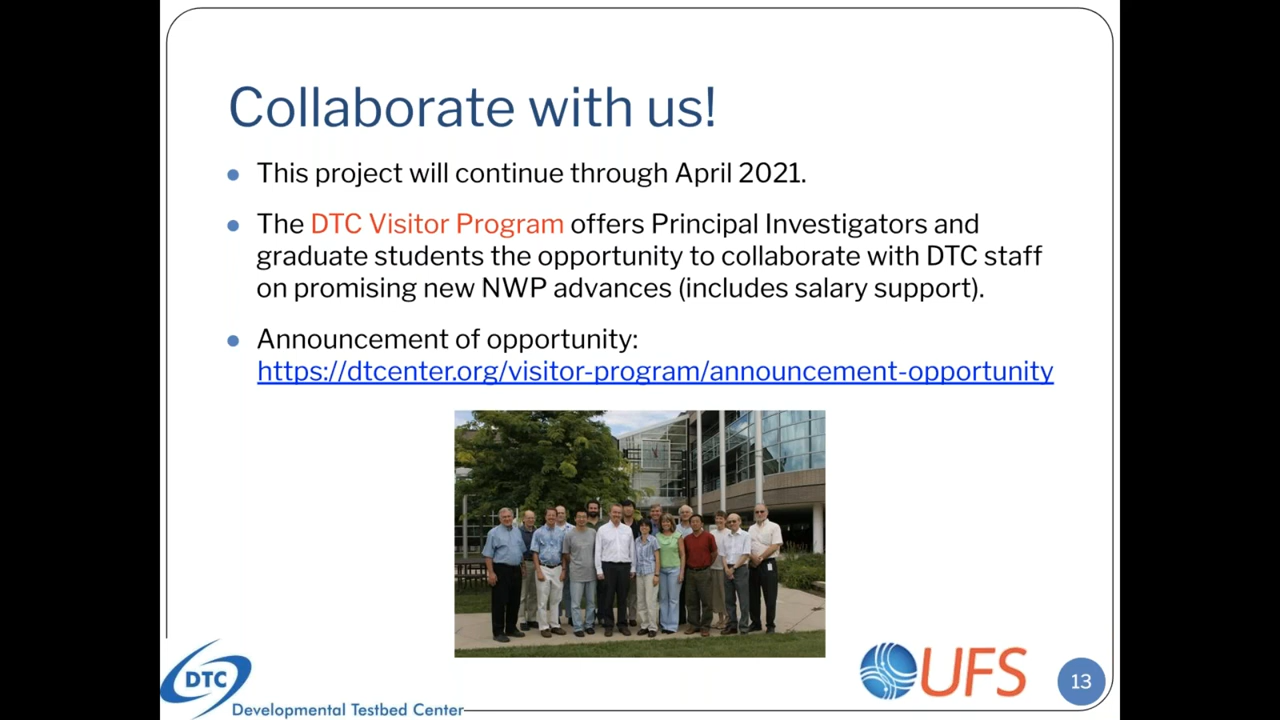 Collaborate with us!
This project will continue through April 2021.
The DTC Visitor Program offers Principal Investigators and
graduate students the opportunity to collaborate with DTC staff
on promising new NWP advances (includes salary support).
Announcement of opportunity:
https://dtcenter.org/visitor-program/announcement-opportunity
DTC
Developmental Testbed Center
UFS
13